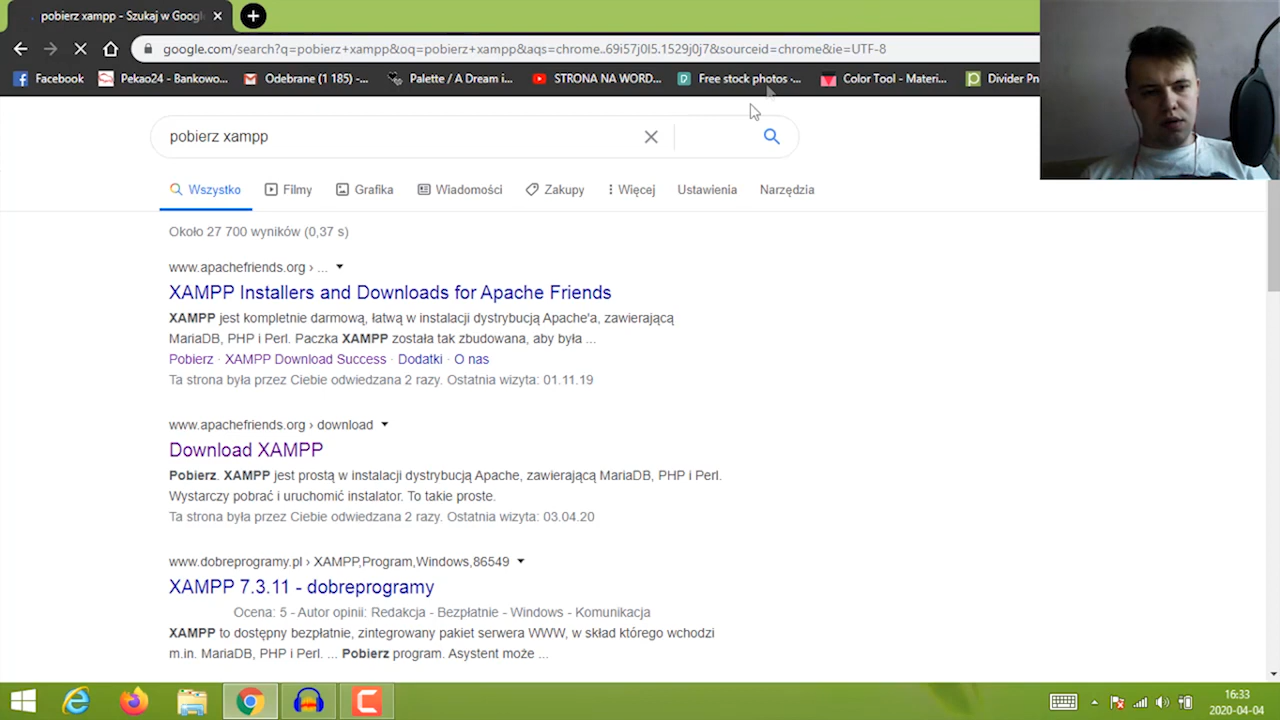 pobierz xampp - Szukaj w Googl
google.com/search?q=pobierz+xampp&oq=pobierz+xampp&aqs=chrome..69i57j0l5.1529j0j7&sourceid=chrome&ie=UTF-8
Facebook Pekao24 - Bankowo... Odebrane (1 185) -... Palette / A Dream i... STRONA NA WORD... Free stock photos ·... Color Tool - Materi... Divider Pn
pobierz xampp
Wszystko Filmy Grafika Wiadomości Zakupy Więcej Ustawienia Narzędzia
Około 27 700 wyników (0,37 s)
www.apachefriends.org › ...
XAMPP Installers and Downloads for Apache Friends
XAMPP jest kompletnie darmową, łatwą w instalacji dystrybucją Apache'a, zawierającą
MariaDB, PHP i Perl. Paczka XAMPP została tak zbudowana, aby była ...
Pobierz · XAMPP Download Success · Dodatki · O nas
Ta strona była przez Ciebie odwiedzana 2 razy. Ostatnia wizyta: 01.11.19
www.apachefriends.org › download
Download XAMPP
Pobierz. XAMPP jest prostą w instalacji dystrybucją Apache, zawierającą MariaDB, PHP i Perl.
Wystarczy pobrać i uruchomić instalator. To takie proste.
Ta strona była przez Ciebie odwiedzana 2 razy. Ostatnia wizyta: 03.04.20
www.dobreprogramy.pl › XAMPP,Program,Windows,86549
XAMPP 7.3.11 - dobreprogramy
Ocena: 5 - Autor opinii: Redakcja - Bezpłatnie - Windows - Komunikacja
XAMPP to dostępny bezpłatnie, zintegrowany pakiet serwera WWW, w skład którego wchodzi
m.in. MariaDB, PHP i Perl. ... Pobierz program. Asystent może ...
16:33
2020-04-04